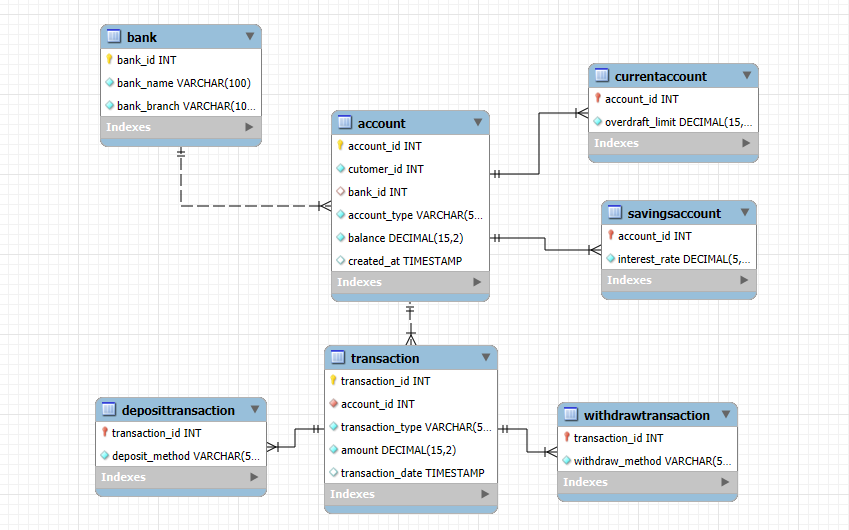 bank
bank_id INT
bank_name VARCHAR(100)
bank_branch VARCHAR(10...
Indexes
account
account_id INT
cutomer_id INT
bank_id INT
account_type VARCHAR(5...
balance DECIMAL(15,2)
created_at TIMESTAMP
Indexes
currentaccount
account_id INT
overdraft_limit DECIMAL(15,...
Indexes
savingsaccount
account_id INT
interest_rate DECIMAL(5,...
Indexes
transaction
transaction_id INT
account_id INT
transaction_type VARCHAR(5...
amount DECIMAL(15,2)
transaction_date TIMESTAMP
Indexes
deposittransaction
transaction_id INT
deposit_method VARCHAR(5...
Indexes
withdrawtransaction
transaction_id INT
withdraw_method VARCHAR(5...
Indexes